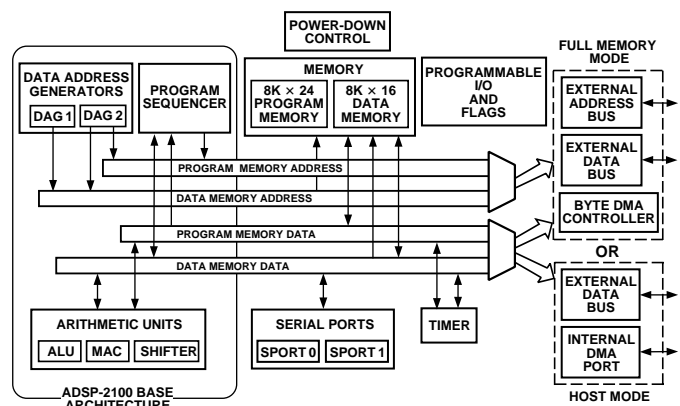 POWER-DOWN
CONTROL
FULL MEMORY
MODE
DATA ADDRESS
GENERATORS
DAG 1
DAG 2
PROGRAM
SEQUENCER
MEMORY
8K × 24
PROGRAM
MEMORY
8K × 16
DATA
MEMORY
PROGRAMMABLE
I/O
AND
FLAGS
EXTERNAL
ADDRESS
BUS
EXTERNAL
DATA
BUS
BYTE DMA
CONTROLLER
OR
PROGRAM MEMORY ADDRESS
DATA MEMORY ADDRESS
PROGRAM MEMORY DATA
DATA MEMORY DATA
ARITHMETIC UNITS
ALU
MAC
SHIFTER
SERIAL PORTS
SPORT 0
SPORT 1
TIMER
EXTERNAL
DATA
BUS
INTERNAL
DMA
PORT
HOST MODE
ADSP-2100 BASE
ARCHITECTURE